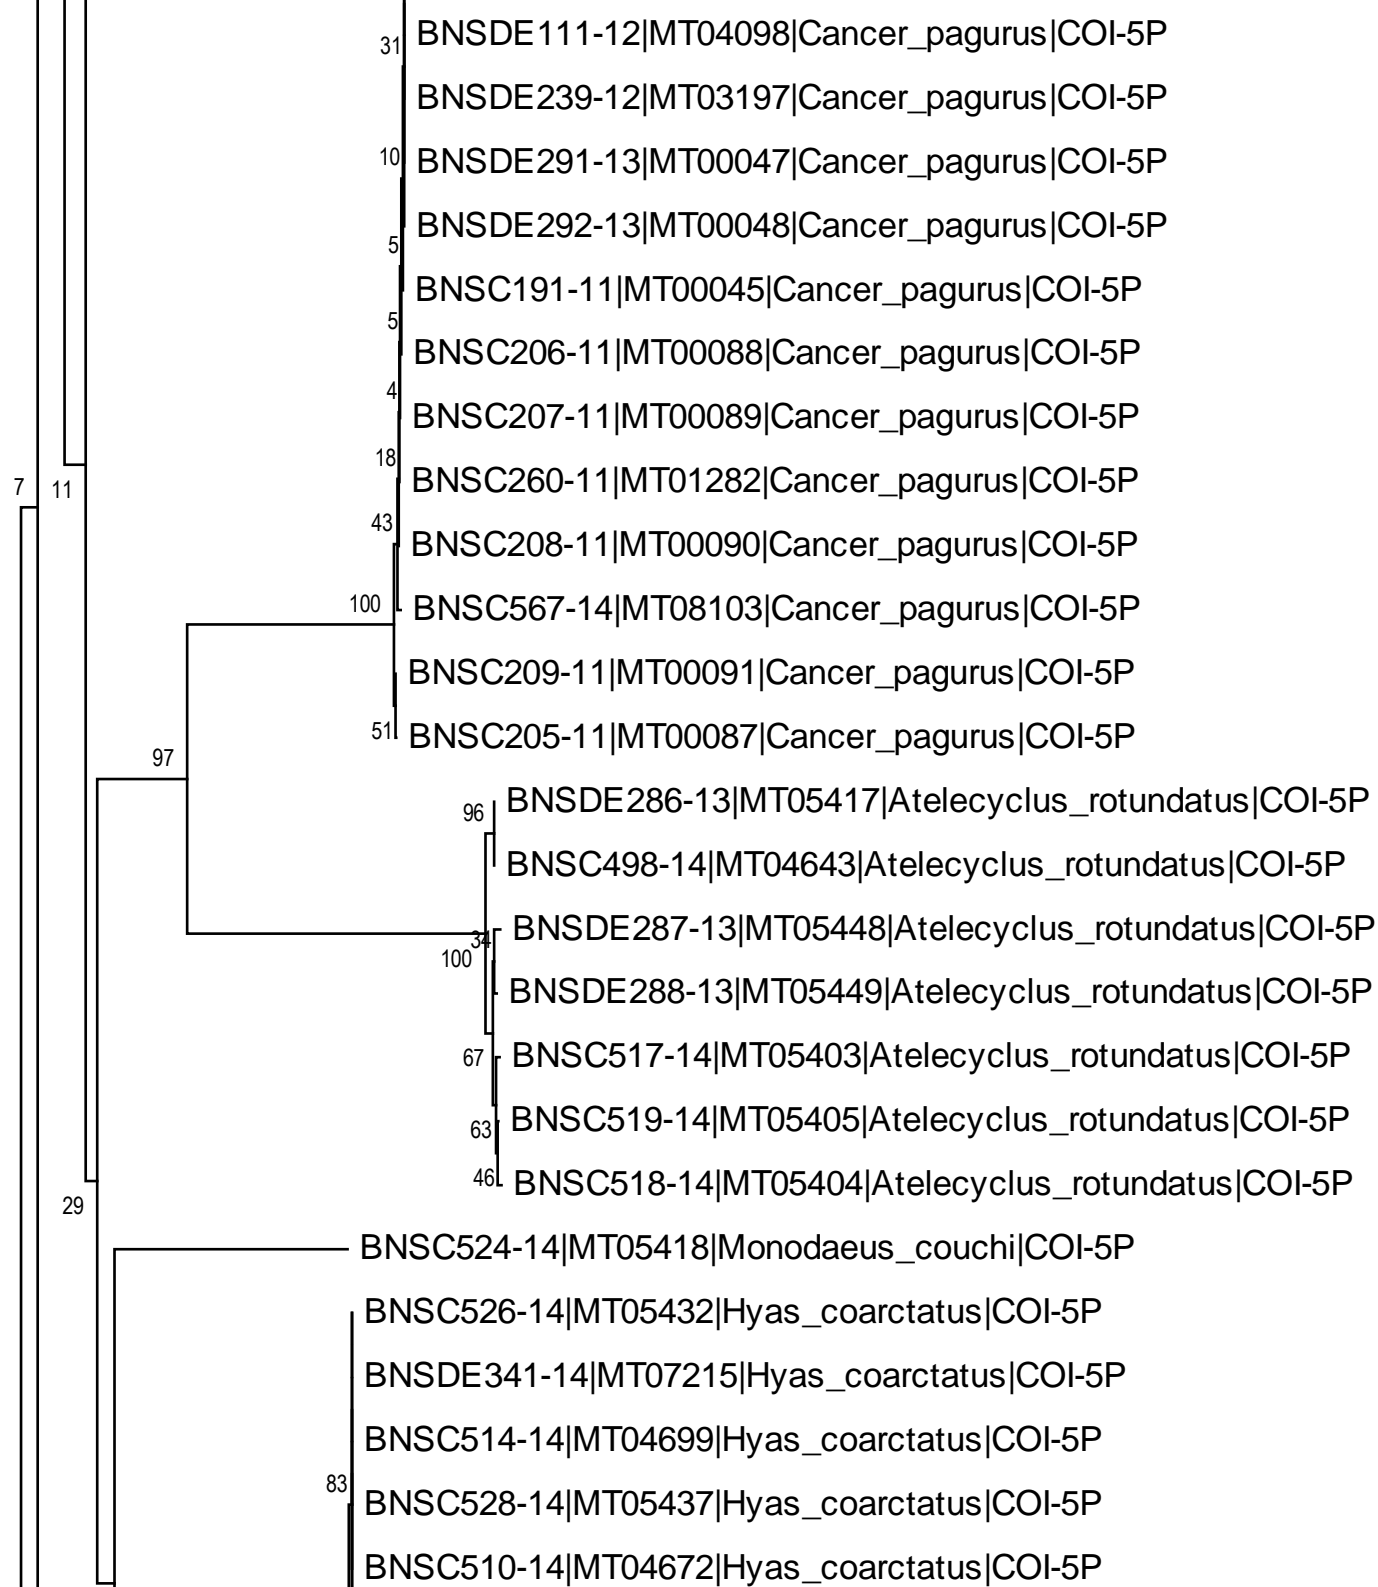 31
BNSDE111-12|MT04098|Cancer_pagurus|COI-5P
BNSDE239-12|MT03197|Cancer_pagurus|COI-5P
10
BNSDE291-13|MT00047|Cancer_pagurus|COI-5P
BNSDE292-13|MT00048|Cancer_pagurus|COI-5P
5
BNSC191-11|MT00045|Cancer_pagurus|COI-5P
5
BNSC206-11|MT00088|Cancer_pagurus|COI-5P
4
BNSC207-11|MT00089|Cancer_pagurus|COI-5P
18
BNSC260-11|MT01282|Cancer_pagurus|COI-5P
7
11
43
BNSC208-11|MT00090|Cancer_pagurus|COI-5P
100
BNSC567-14|MT08103|Cancer_pagurus|COI-5P
BNSC209-11|MT00091|Cancer_pagurus|COI-5P
51
BNSC205-11|MT00087|Cancer_pagurus|COI-5P
97
BNSDE286-13|MT05417|Atelecyclus_rotundatus|COI-5P
96
BNSC498-14|MT04643|Atelecyclus_rotundatus|COI-5P
BNSDE287-13|MT05448|Atelecyclus_rotundatus|COI-5P
34
100
BNSDE288-13|MT05449|Atelecyclus_rotundatus|COI-5P
67
BNSC517-14|MT05403|Atelecyclus_rotundatus|COI-5P
BNSC519-14|MT05405|Atelecyclus_rotundatus|COI-5P
63
46
BNSC518-14|MT05404|Atelecyclus_rotundatus|COI-5P
29
BNSC524-14|MT05418|Monodaeus_couchi|COI-5P
BNSC526-14|MT05432|Hyas_coarctatus|COI-5P
BNSDE341-14|MT07215|Hyas_coarctatus|COI-5P
BNSC514-14|MT04699|Hyas_coarctatus|COI-5P
83
BNSC528-14|MT05437|Hyas_coarctatus|COI-5P
BNSC510-14|MT04672|Hyas_coarctatus|COI-5P